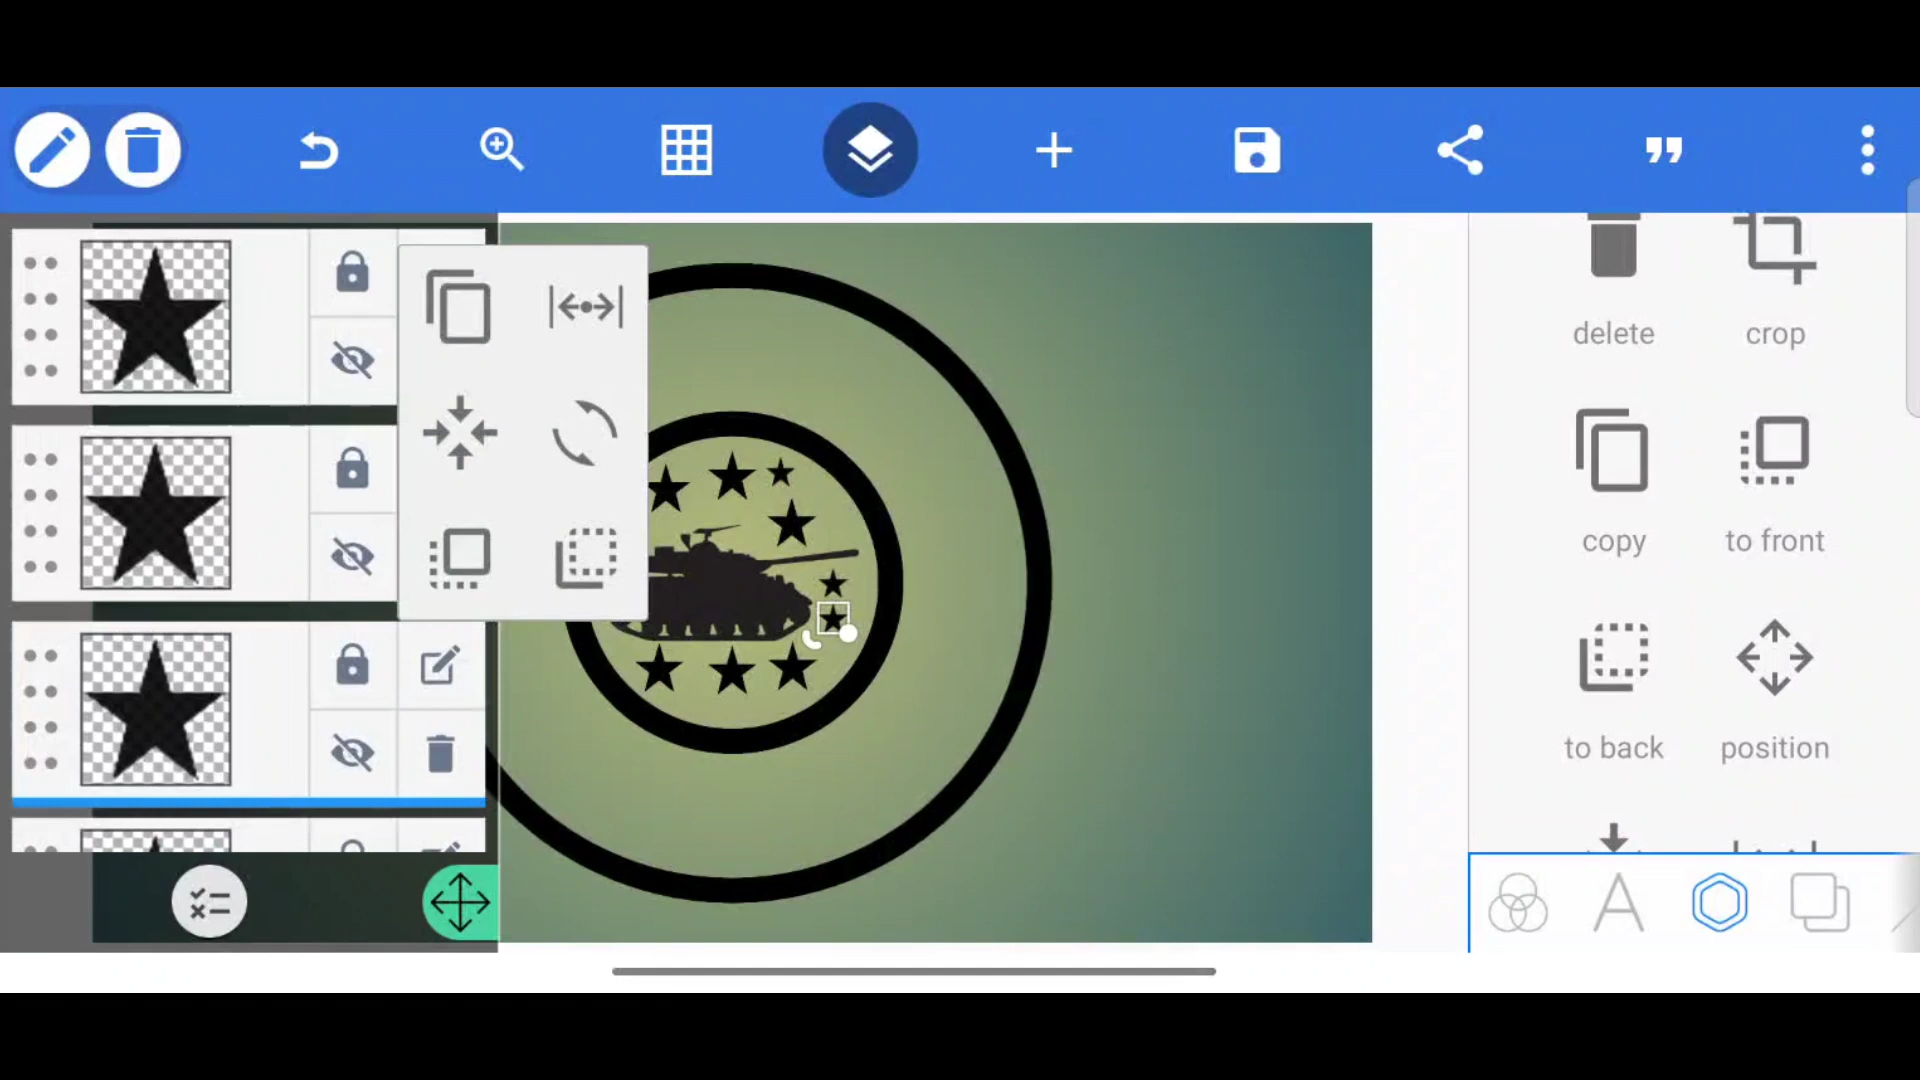 delete
crop
copy
to front
to back
position